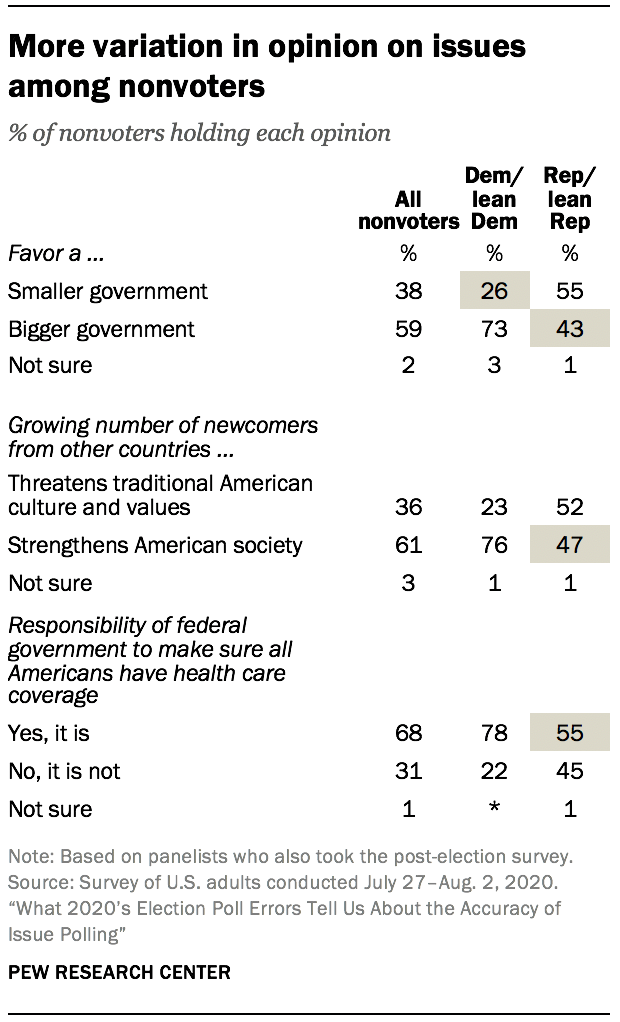 More variation in opinion on issues
among nonvoters
% of nonvoters holding each opinion
All nonvoters Dem/ lean Dem Rep/ lean Rep
Favor a ... % % %
Smaller government 38 26 55
Bigger government 59 73 43
Not sure 2 3 1
Growing number of newcomers
from other countries ...
Threatens traditional American
culture and values 36 23 52
Strengthens American society 61 76 47
Not sure 3 1 1
Responsibility of federal
government to make sure all
Americans have health care
coverage
Yes, it is 68 78 55
No, it is not 31 22 45
Not sure 1 * 1
Note: Based on panelists who also took the post-election survey.
Source: Survey of U.S. adults conducted July 27–Aug. 2, 2020.
“What 2020’s Election Poll Errors Tell Us About the Accuracy of
Issue Polling”
PEW RESEARCH CENTER